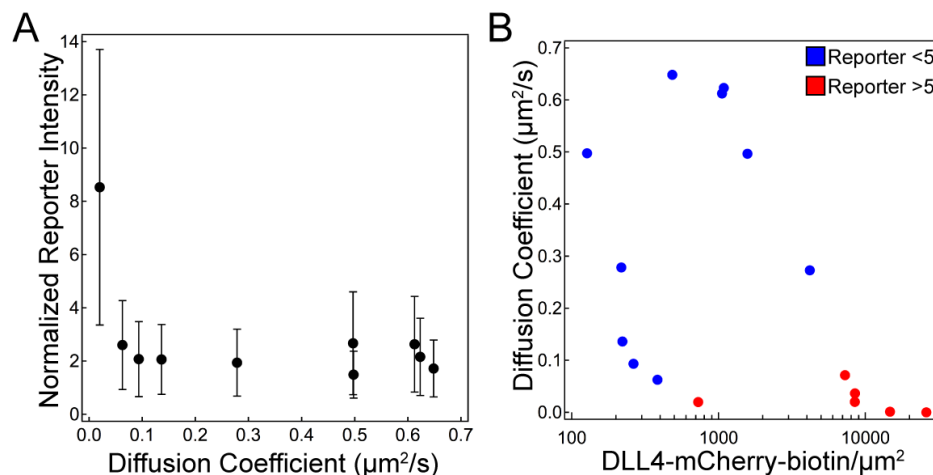 A
Normalized Reporter Intensity
14
12
10
8
6
4
2
0
0.0 0.1 0.2 0.3 0.4 0.5 0.6 0.7
Diffusion Coefficient (µm²/s)
B
Reporter <5
Reporter >5
Diffusion Coefficient (µm²/s)
0.7
0.6
0.5
0.4
0.3
0.2
0.1
0.0
100 1000 10000
DLL4-mCherry-biotin/µm²